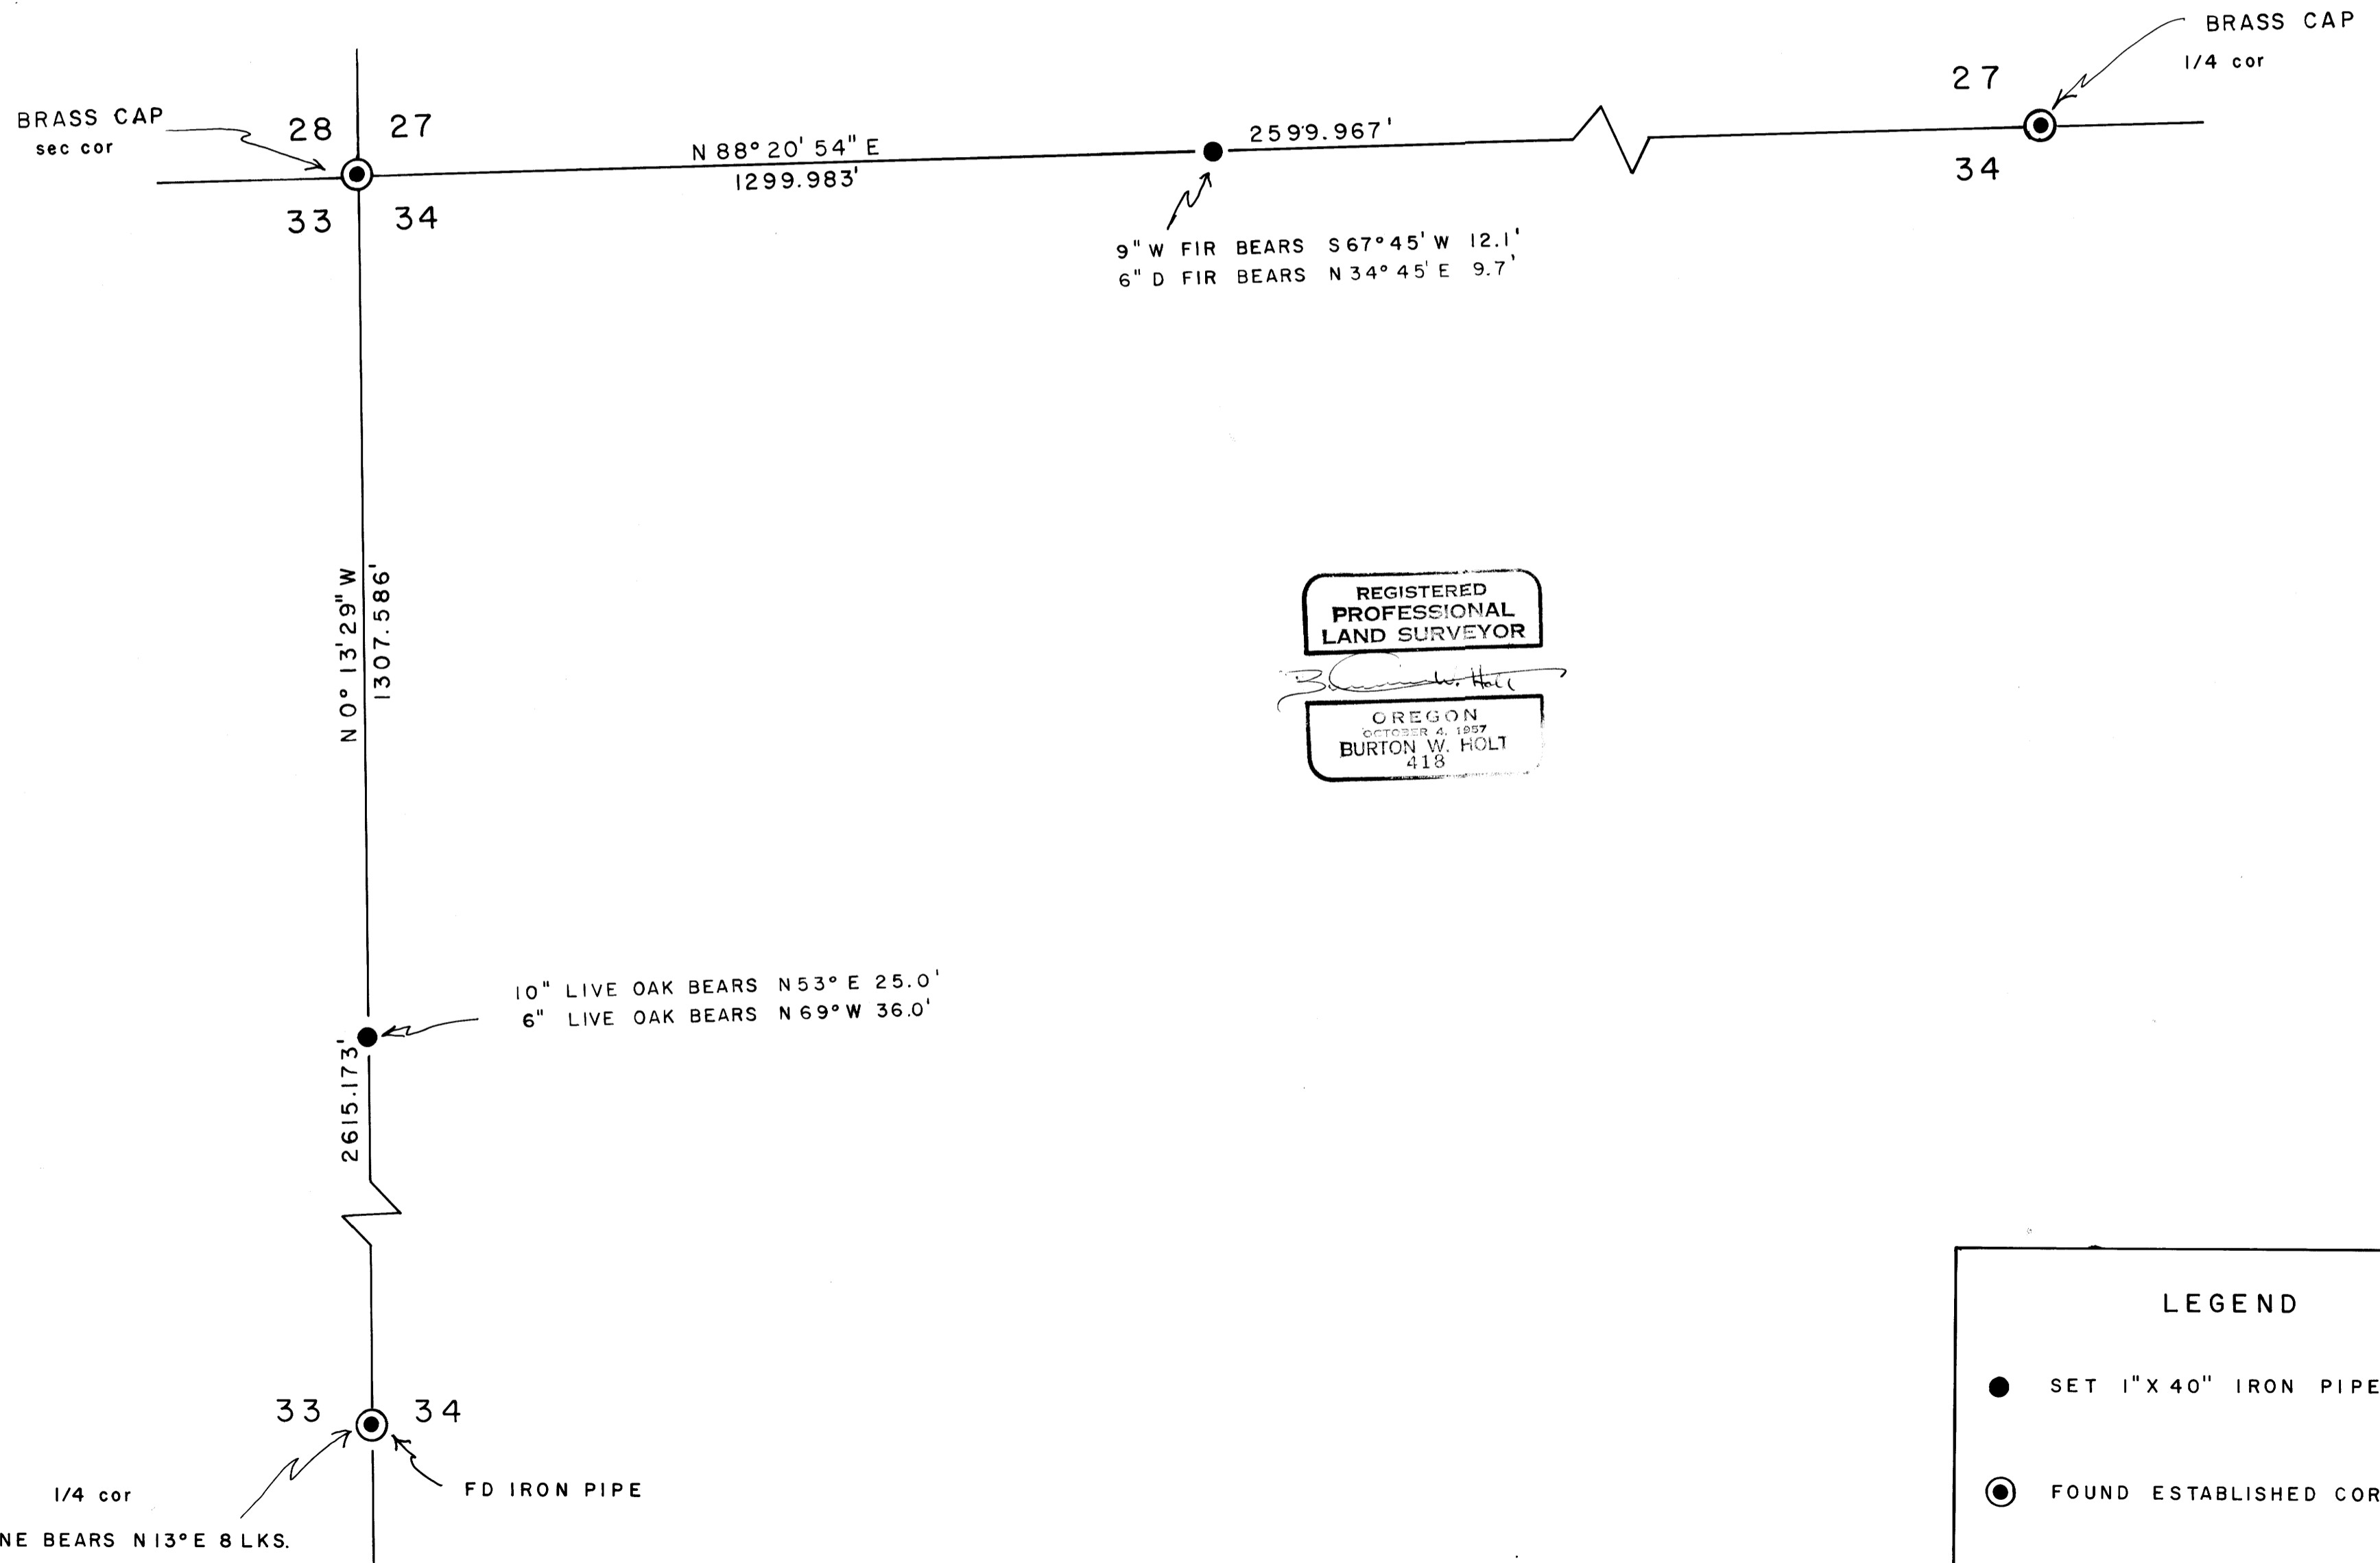 BRASS CAP
1/4 cor
BRASS CAP
sec cor
28 27
33 34
N 88° 20' 54" E
1299.983'
2599.967'
27
34
9" W FIR BEARS S 67° 45' W 12.1'
6" D FIR BEARS N 34° 45' E 9.7'
N 0° 13' 29" W
1307.586'
REGISTERED
PROFESSIONAL
LAND SURVEYOR
OREGON
OCTOBER 4, 1957
BURTON W. HOLT
418
10" LIVE OAK BEARS N 53° E 25.0'
6" LIVE OAK BEARS N 69° W 36.0'
2615.173'
33 34
FD IRON PIPE
1/4 cor
NE BEARS N 13° E 8 LKS.
LEGEND
SET 1" X 40" IRON PIPE
FOUND ESTABLISHED COR